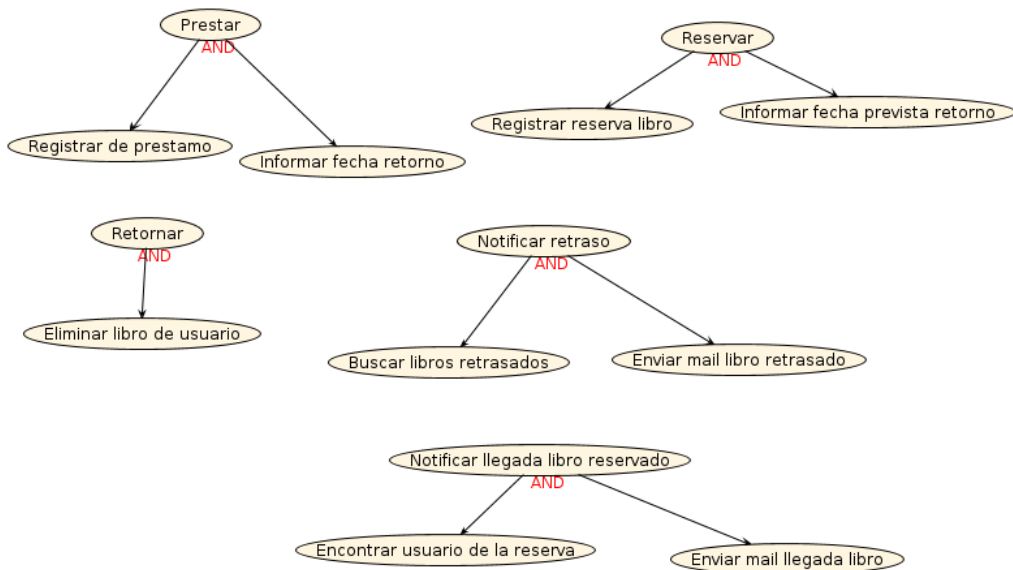 Prestar
AND
Registrar de prestamo
Informar fecha retorno
Reservar
AND
Registrar reserva libro
Informar fecha prevista retorno
Retornar
AND
Eliminar libro de usuario
Notificar retraso
AND
Buscar libros retrasados
Enviar mail libro retrasado
Notificar llegada libro reservado
AND
Encontrar usuario de la reserva
Enviar mail llegada libro